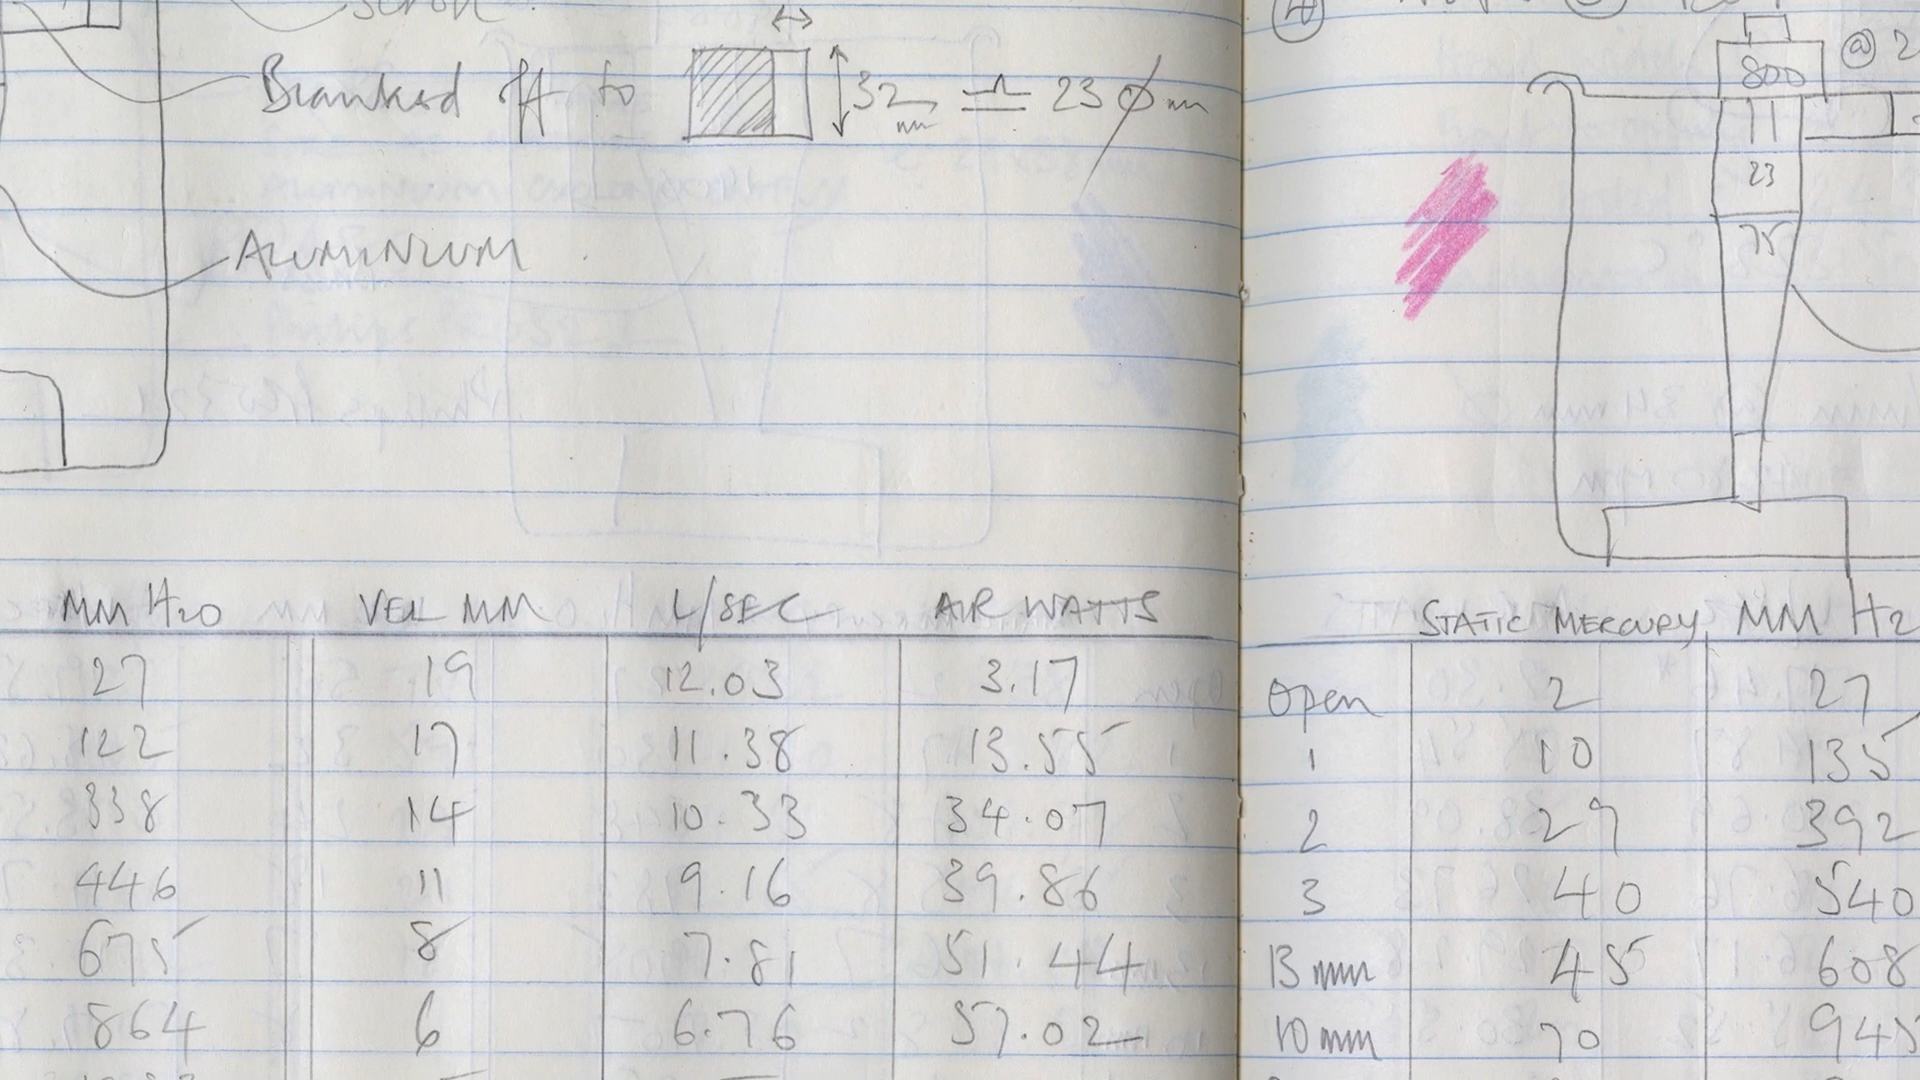 Blanked off to 32 mm ≏ 23 ∅ mm
ALUMINIUM
MM H2O VEL MM L/SEC AIR WATTS
27 19 12.03 3.17
122 17 11.38 13.55
338 14 10.33 34.07
446 11 9.16 39.86
675 8 7.81 51.44
864 6 6.76 57.02
4
800 @ 2
11
23
75
STATIC MERCURY MM H2
Open 2 27
1 10 135
2 29 392
3 40 540
13 mm 45 608
10 mm 70 945